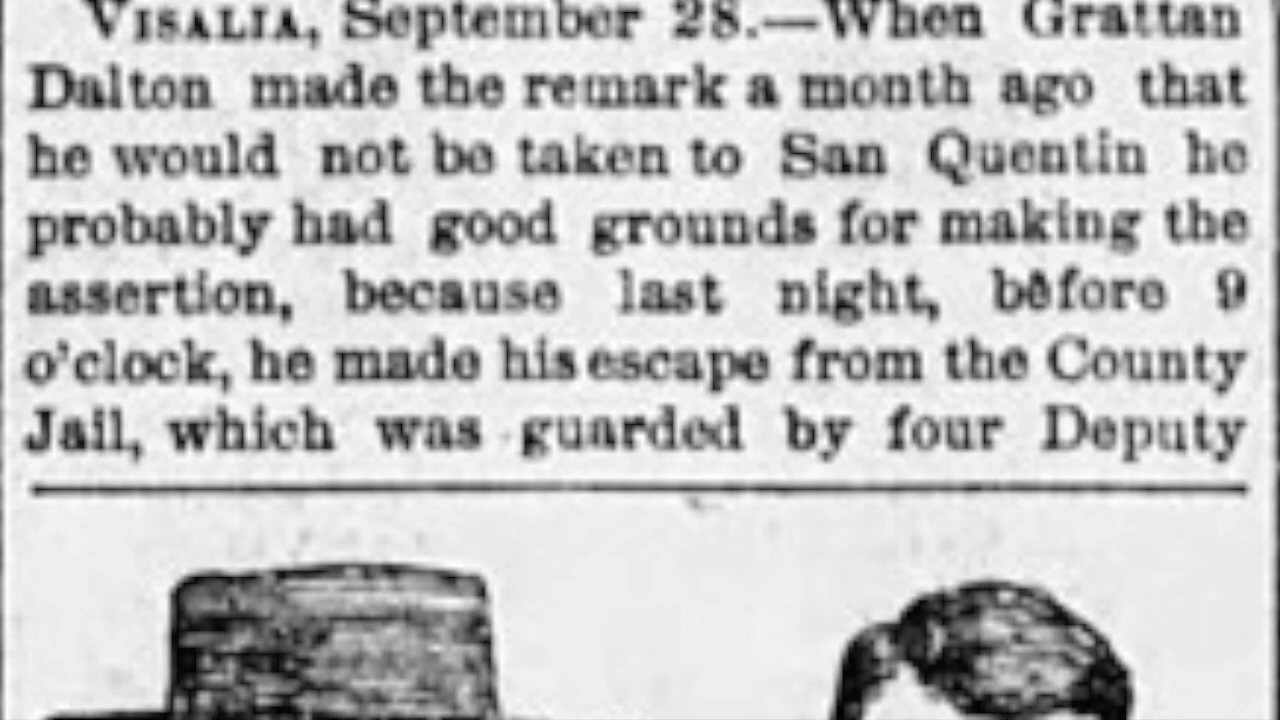 VISALIA, September 28.—When Grattan
Dalton made the remark a month ago that
he would not be taken to San Quentin he
probably had good grounds for making the
assertion, because last night, before 9
o'clock, he made his escape from the County
Jail, which was guarded by four Deputy